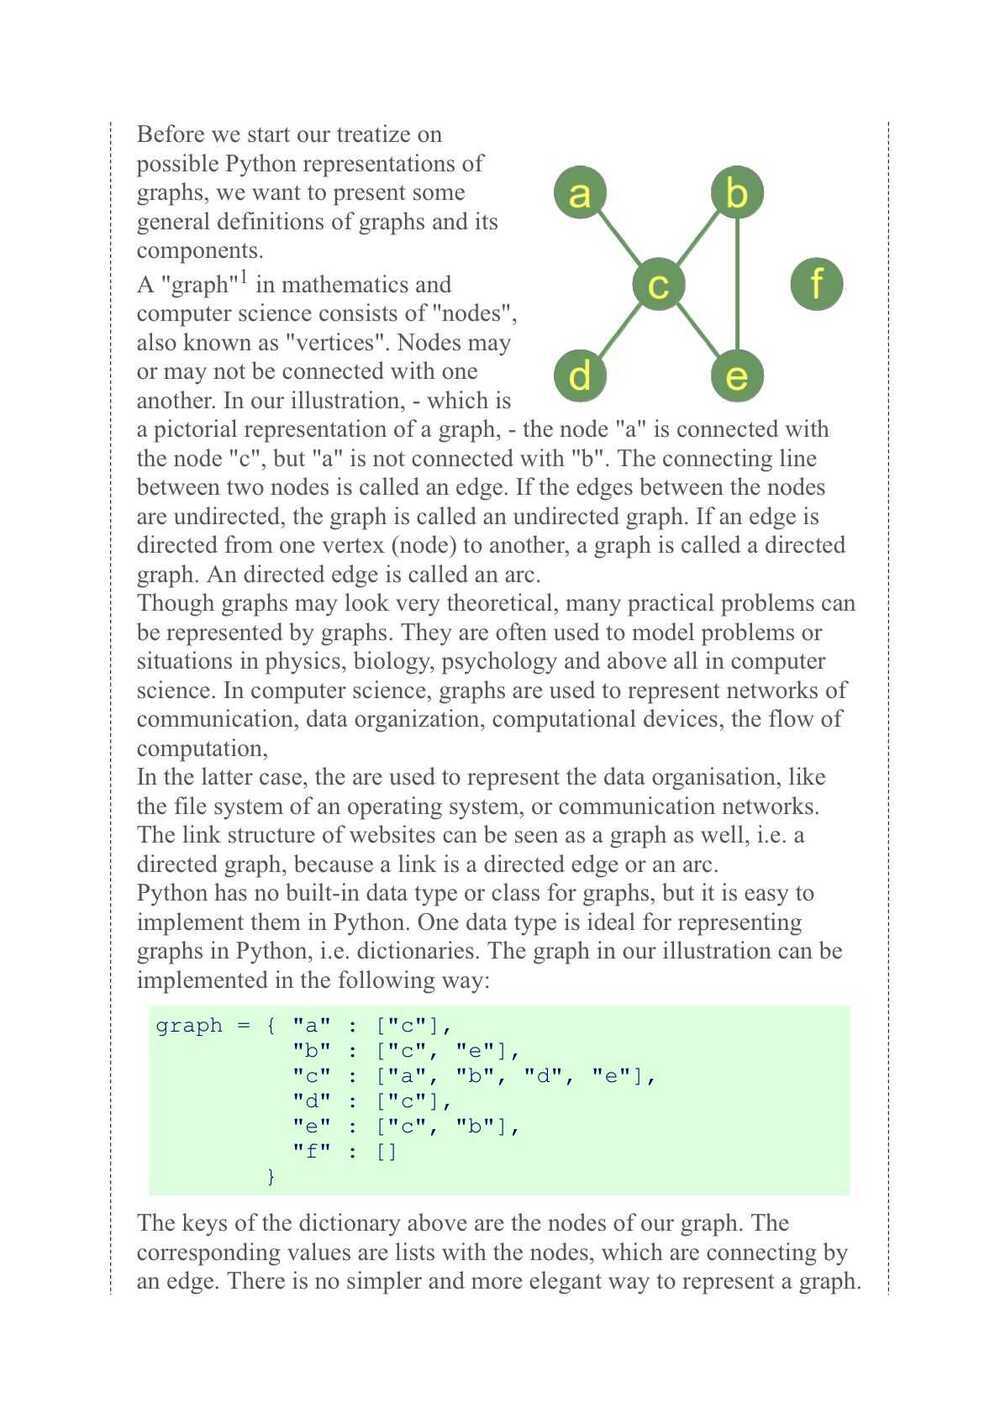 Before we start our treatize on
possible Python representations of
graphs, we want to present some
general definitions of graphs and its
components.
A "graph"1 in mathematics and
computer science consists of "nodes",
also known as "vertices". Nodes may
or may not be connected with one
another. In our illustration, - which is
a pictorial representation of a graph, - the node "a" is connected with
the node "c", but "a" is not connected with "b". The connecting line
between two nodes is called an edge. If the edges between the nodes
are undirected, the graph is called an undirected graph. If an edge is
directed from one vertex (node) to another, a graph is called a directed
graph. An directed edge is called an arc.
Though graphs may look very theoretical, many practical problems can
be represented by graphs. They are often used to model problems or
situations in physics, biology, psychology and above all in computer
science. In computer science, graphs are used to represent networks of
communication, data organization, computational devices, the flow of
computation,
In the latter case, the are used to represent the data organisation, like
the file system of an operating system, or communication networks.
The link structure of websites can be seen as a graph as well, i.e. a
directed graph, because a link is a directed edge or an arc.
Python has no built-in data type or class for graphs, but it is easy to
implement them in Python. One data type is ideal for representing
graphs in Python, i.e. dictionaries. The graph in our illustration can be
implemented in the following way:
a b
c f
d e
graph = { "a" : ["c"],
"b" : ["c", "e"],
"c" : ["a", "b", "d", "e"],
"d" : ["c"],
"e" : ["c", "b"],
"f" : []
}
The keys of the dictionary above are the nodes of our graph. The
corresponding values are lists with the nodes, which are connecting by
an edge. There is no simpler and more elegant way to represent a graph.